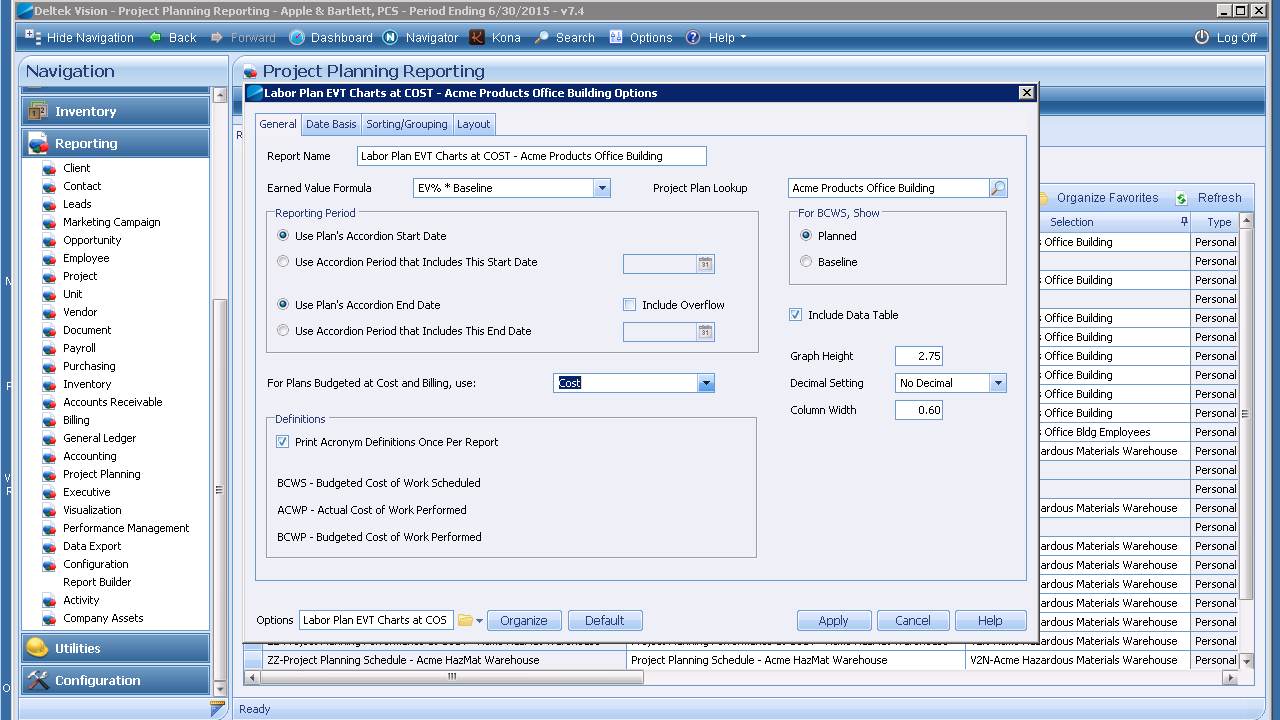 Deltek Vision - Project Planning Reporting - Apple & Bartlett, PCS - Period Ending 6/30/2015 - v7.4
Hide Navigation Back Forward Dashboard Navigator Kona Search Options Help Log Off
Navigation
Inventory
Reporting
Client
Contact
Leads
Marketing Campaign
Opportunity
Employee
Project
Unit
Vendor
Document
Payroll
Purchasing
Inventory
Accounts Receivable
Billing
General Ledger
Accounting
Project Planning
Executive
Visualization
Performance Management
Data Export
Configuration
Report Builder
Activity
Company Assets
Utilities
Configuration
Project Planning Reporting
Labor Plan EVT Charts at COST - Acme Products Office Building Options
General Date Basis Sorting/Grouping Layout
Report Name Labor Plan EVT Charts at COST - Acme Products Office Building
Earned Value Formula EV% * Baseline Project Plan Lookup Acme Products Office Building
Reporting Period
Use Plan's Accordion Start Date
Use Accordion Period that Includes This Start Date 31
Use Plan's Accordion End Date Include Overflow
Use Accordion Period that Includes This End Date 31
For BCWS, Show
Planned
Baseline
Include Data Table
Graph Height 2.75
For Plans Budgeted at Cost and Billing, use: Cost
Decimal Setting No Decimal
Column Width 0.60
Definitions
Print Acronym Definitions Once Per Report
BCWS - Budgeted Cost of Work Scheduled
ACWP - Actual Cost of Work Performed
BCWP - Budgeted Cost of Work Performed
Options Labor Plan EVT Charts at COS Organize Default Apply Cancel Help
Organize Favorites Refresh
Selection Type
Office Building Personal
Personal
Office Building Personal
Personal
Office Building Personal
Office Building Personal
Office Building Personal
Office Building Personal
Office Building Personal
Office Building Personal
Office Bldg Employees Personal
ardous Materials Warehouse Personal
Personal
Personal
ardous Materials Warehouse Personal
Personal
ardous Materials Warehouse Personal
ardous Materials Warehouse Personal
ardous Materials Warehouse Personal
ardous Materials Warehouse Personal
ardous Materials Warehouse Personal
ardous Materials Warehouse Personal
ZZ-Project Planning Schedule - Acme HazMat Warehouse Project Planning Schedule - Acme HazMat Warehouse V2N-Acme Hazardous Materials Warehouse Personal
Ready